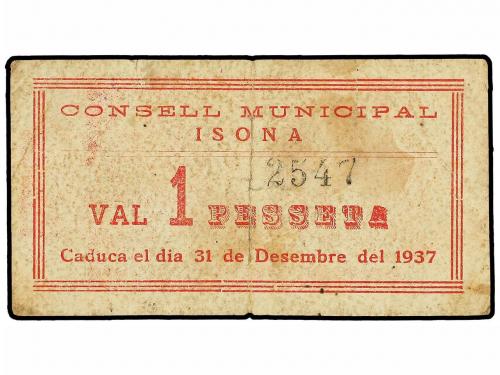 CONSELL MUNICIPAL
ISONA
2547
VAL 1 PESSETA
Caduca el dia 31 de Desembre del 1937